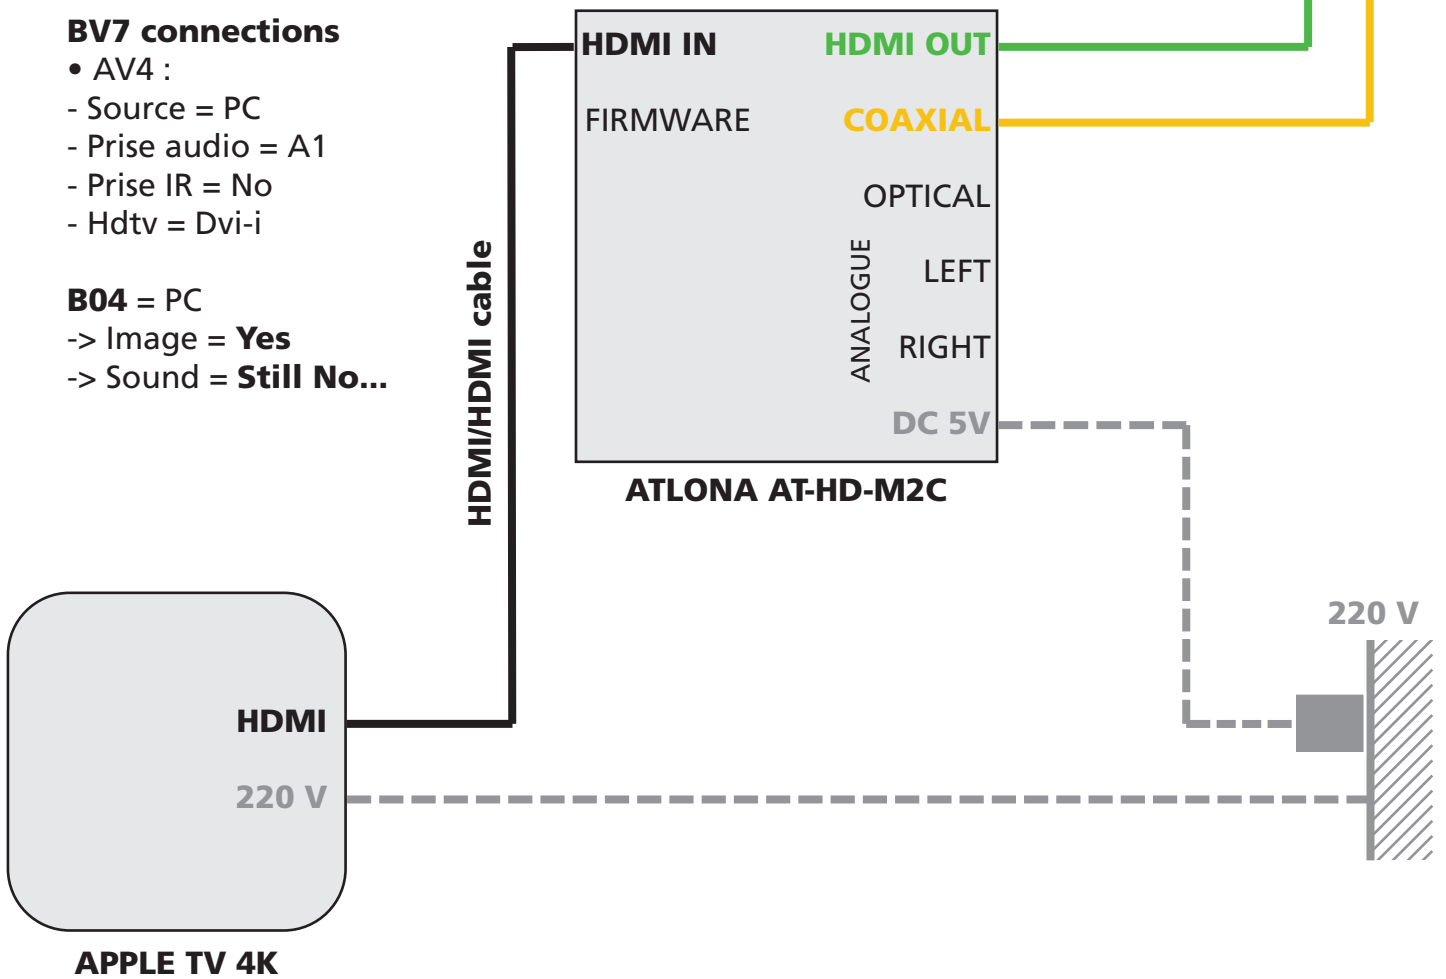 BV7 connections
• AV4 :
- Source = PC
- Prise audio = A1
- Prise IR = No
- Hdtv = Dvi-i
B04 = PC
-> Image = Yes
-> Sound = Still No...
HDMI/HDMI cable
HDMI IN
HDMI OUT
FIRMWARE
COAXIAL
OPTICAL
ANALOGUE
LEFT
RIGHT
DC 5V
ATLONA AT-HD-M2C
220 V
HDMI
220 V
APPLE TV 4K